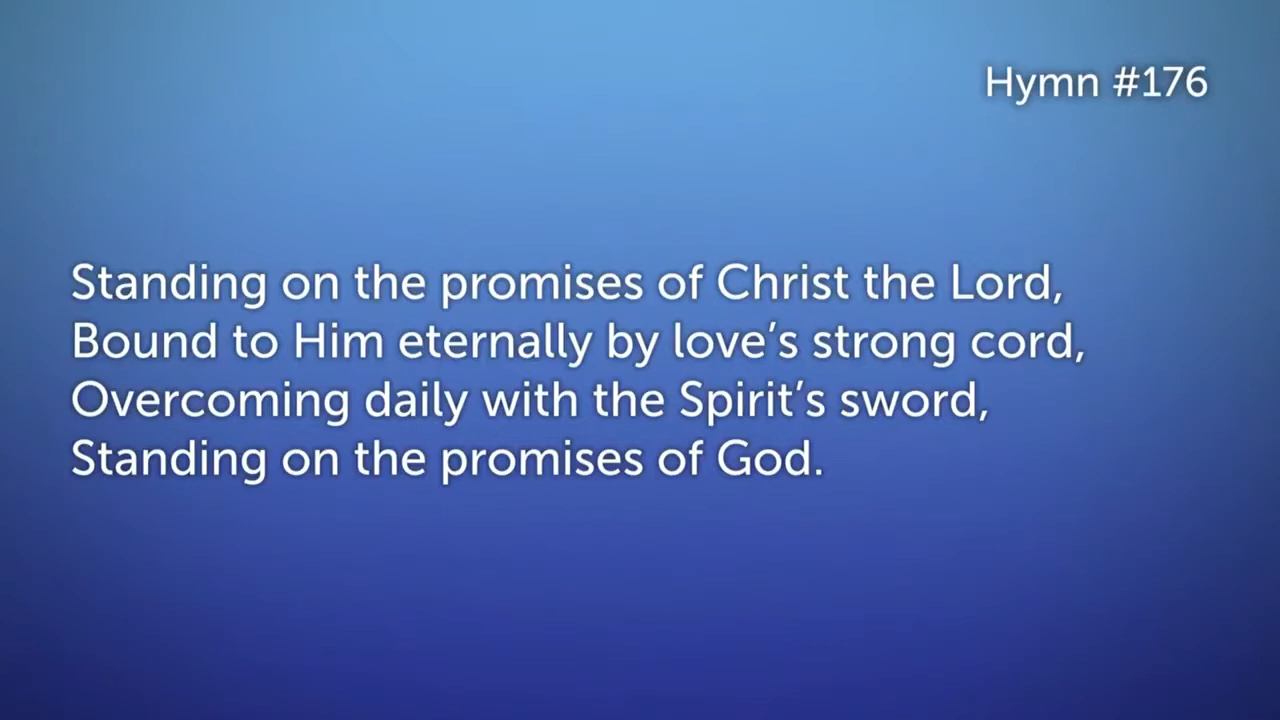 Hymn #176
Standing on the promises of Christ the Lord,
Bound to Him eternally by love’s strong cord,
Overcoming daily with the Spirit’s sword,
Standing on the promises of God.